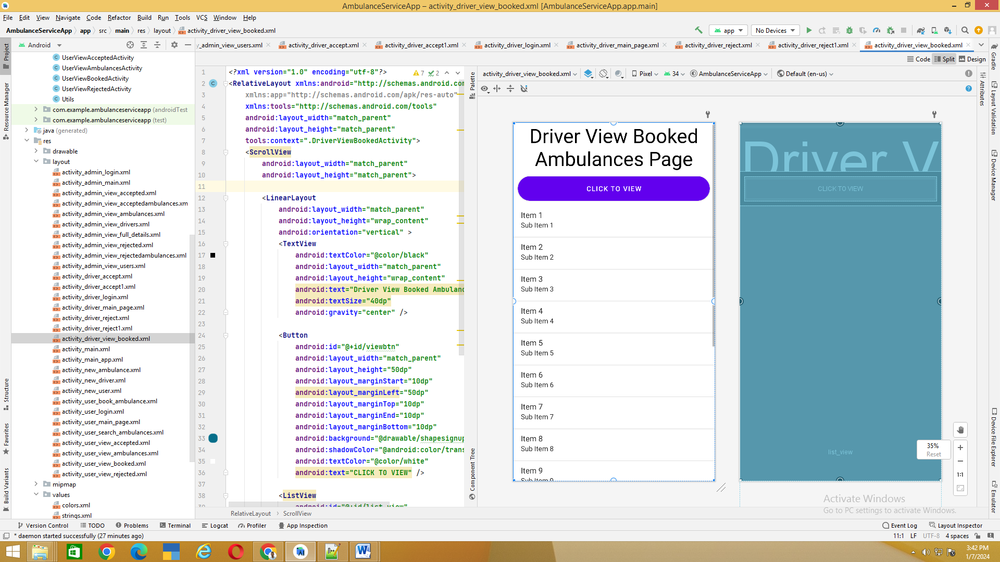 AmbulanceServiceApp – activity_driver_view_booked.xml [AmbulanceServiceApp.app.main]
File Edit View Navigate Code Refactor Build Run Tools VCS Window Help
AmbulanceServiceApp app src main res layout activity_driver_view_booked.xml
app No Devices
Android
y_admin_view_users.xml activity_driver_accept.xml activity_driver_accept1.xml activity_driver_login.xml activity_driver_main_page.xml activity_driver_reject.xml activity_driver_reject1.xml activity_driver_view_booked.xml
Code Split Design
Project
Resource Manager
Structure
Favorites
Build Variants
UserViewAcceptedActivity
UserViewAmbulancesActivity
UserViewBookedActivity
UserViewRejectedActivity
Utils
com.example.ambulanceserviceapp (androidTest
com.example.ambulanceserviceapp (test)
java (generated)
res
drawable
layout
activity_admin_login.xml
activity_admin_main.xml
activity_admin_view_accepted.xml
activity_admin_view_acceptedambulances.xm
activity_admin_view_ambulances.xml
activity_admin_view_drivers.xml
activity_admin_view_full_details.xml
activity_admin_view_rejected.xml
activity_admin_view_rejectedambulances.xml
activity_admin_view_users.xml
activity_driver_accept.xml
activity_driver_accept1.xml
activity_driver_login.xml
activity_driver_main_page.xml
activity_driver_reject.xml
activity_driver_reject1.xml
activity_driver_view_booked.xml
activity_main.xml
activity_main_app.xml
activity_new_ambulance.xml
activity_new_driver.xml
activity_new_user.xml
activity_user_book_ambulance.xml
activity_user_login.xml
activity_user_main_page.xml
activity_user_search_ambulances.xml
activity_user_view_accepted.xml
activity_user_view_ambulances.xml
activity_user_view_booked.xml
activity_user_view_rejected.xml
mipmap
values
colors.xml
strings.xml
7 2
1 <?xml version="1.0" encoding="utf-8"?>
2 <RelativeLayout xmlns:android="http://schemas.android.com
3 xmlns:app="http://schemas.android.com/apk/res-auto"
4 xmlns:tools="http://schemas.android.com/tools"
5 android:layout_width="match_parent"
6 android:layout_height="match_parent"
7 tools:context=".DriverViewBookedActivity">
8 <ScrollView
9 android:layout_width="match_parent"
10 android:layout_height="match_parent">
11
12 <LinearLayout
13 android:layout_width="match_parent"
14 android:layout_height="wrap_content"
15 android:orientation="vertical" >
16 <TextView
17 android:textColor="@color/black"
18 android:layout_width="match_parent"
19 android:layout_height="wrap_content"
20 android:text="Driver View Booked Ambulanc
21 android:textSize="40dp"
22 android:gravity="center" />
23
24 <Button
25 android:id="@+id/viewbtn"
26 android:layout_width="match_parent"
27 android:layout_height="50dp"
28 android:layout_marginStart="10dp"
29 android:layout_marginLeft="50dp"
30 android:layout_marginTop="10dp"
31 android:layout_marginEnd="10dp"
32 android:layout_marginBottom="10dp"
33 android:background="@drawable/shapesignup
34 android:shadowColor="@android:color/trans
35 android:textColor="@color/white"
36 android:text="CLICK TO VIEW" />
37
38 <ListView
39 android:id="@+id/list_view"
RelativeLayout ScrollView
Palette
Component Tree
activity_driver_view_booked.xml Pixel 34 AmbulanceServiceApp Default (en-us)
Driver View Booked
Ambulances Page
CLICK TO VIEW
Item 1
Sub Item 1
Item 2
Sub Item 2
Item 3
Sub Item 3
Item 4
Sub Item 4
Item 5
Sub Item 5
Item 6
Sub Item 6
Item 7
Sub Item 7
Item 8
Sub Item 8
Item 9
Sub Item 9
Driver V
CLICK TO VIEW
list_view
35%
Reset
1:1
Activate Windows
Go to PC settings to activate Windows.
Gradle
Attributes
Layout Validation
Device Manager
Device File Explorer
Emulator
Version Control TODO Problems Terminal Logcat Profiler App Inspection Event Log Layout Inspector
* daemon started successfully (27 minutes ago) 11:1 LF UTF-8 4 spaces
3:42 PM
1/7/2024